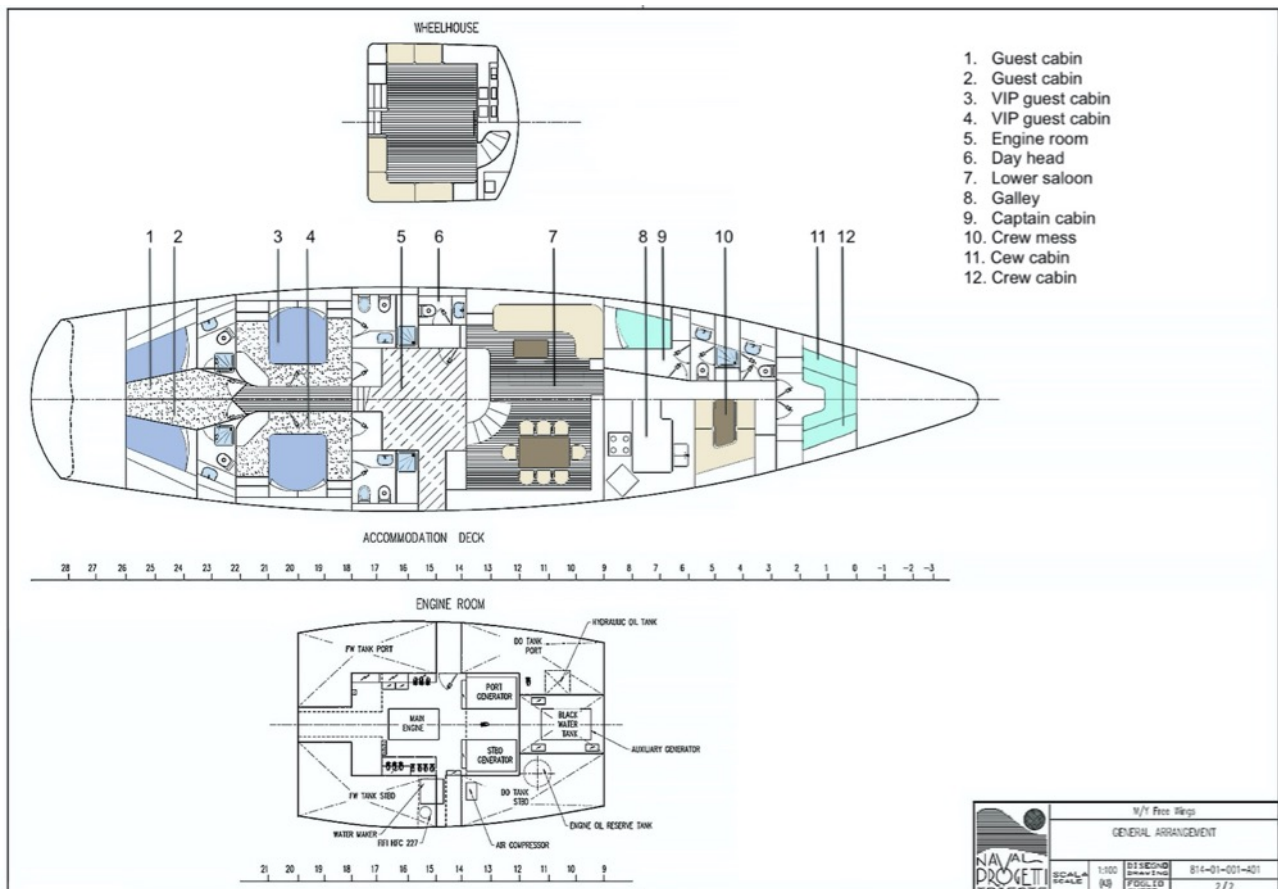 WHEELHOUSE
1. Guest cabin
2. Guest cabin
3. VIP guest cabin
4. VIP guest cabin
5. Engine room
6. Day head
7. Lower saloon
8. Galley
9. Captain cabin
10. Crew mess
11. Cew cabin
12. Crew cabin
1 2 3 4 5 6 7 8 9 10 11 12
ACCOMMODATION DECK
28 27 26 25 24 23 22 21 20 19 18 17 16 15 14 13 12 11 10 9 8 7 6 5 4 3 2 1 0 -1 -2 -3
ENGINE ROOM
HYDRAULIC OIL TANK
FW TANK PORT
DO TANK
PORT
PORT
GENERATOR
MAIN
ENGINE
BLACK
WATER
TANK
STBD
GENERATOR
AUXILIARY GENERATOR
FW TANK STBD
DO TANK
STBD
WATER MAKER
FIFI HFC 227
AIR COMPRESSOR
ENGINE OIL RESERVE TANK
21 20 19 18 17 16 15 14 13 12 11 10 9
M/Y Free Wings
GENERAL ARRANGEMENT
NAVAL
PROGETTI
SCALA
SCALE
1:100
(A3)
DISEGNO
DRAWING
814-01-001-A01
FOGLIO
2/2